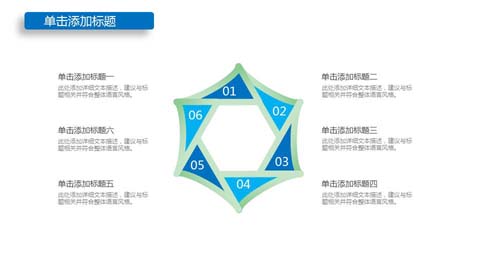 单击添加标题
单击添加标题一
此处添加详细文本描述，建议与标
题相关并符合整体语言风格。
单击添加标题二
此处添加详细文本描述，建议与标
题相关并符合整体语言风格。
01
02
03
04
05
06
单击添加标题六
此处添加详细文本描述，建议与标
题相关并符合整体语言风格。
单击添加标题三
此处添加详细文本描述，建议与标
题相关并符合整体语言风格。
单击添加标题五
此处添加详细文本描述，建议与标
题相关并符合整体语言风格。
单击添加标题四
此处添加详细文本描述，建议与标
题相关并符合整体语言风格。